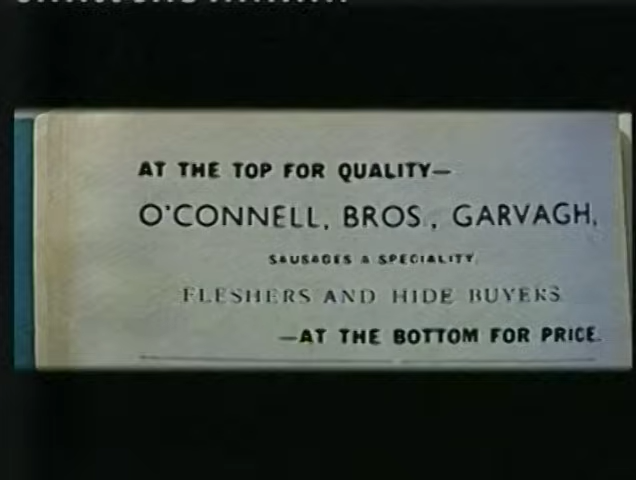 AT THE TOP FOR QUALITY—
O'CONNELL, BROS., GARVAGH,
SAUSAGES A SPECIALITY,
FLESHERS AND HIDE BUYERS
—AT THE BOTTOM FOR PRICE.